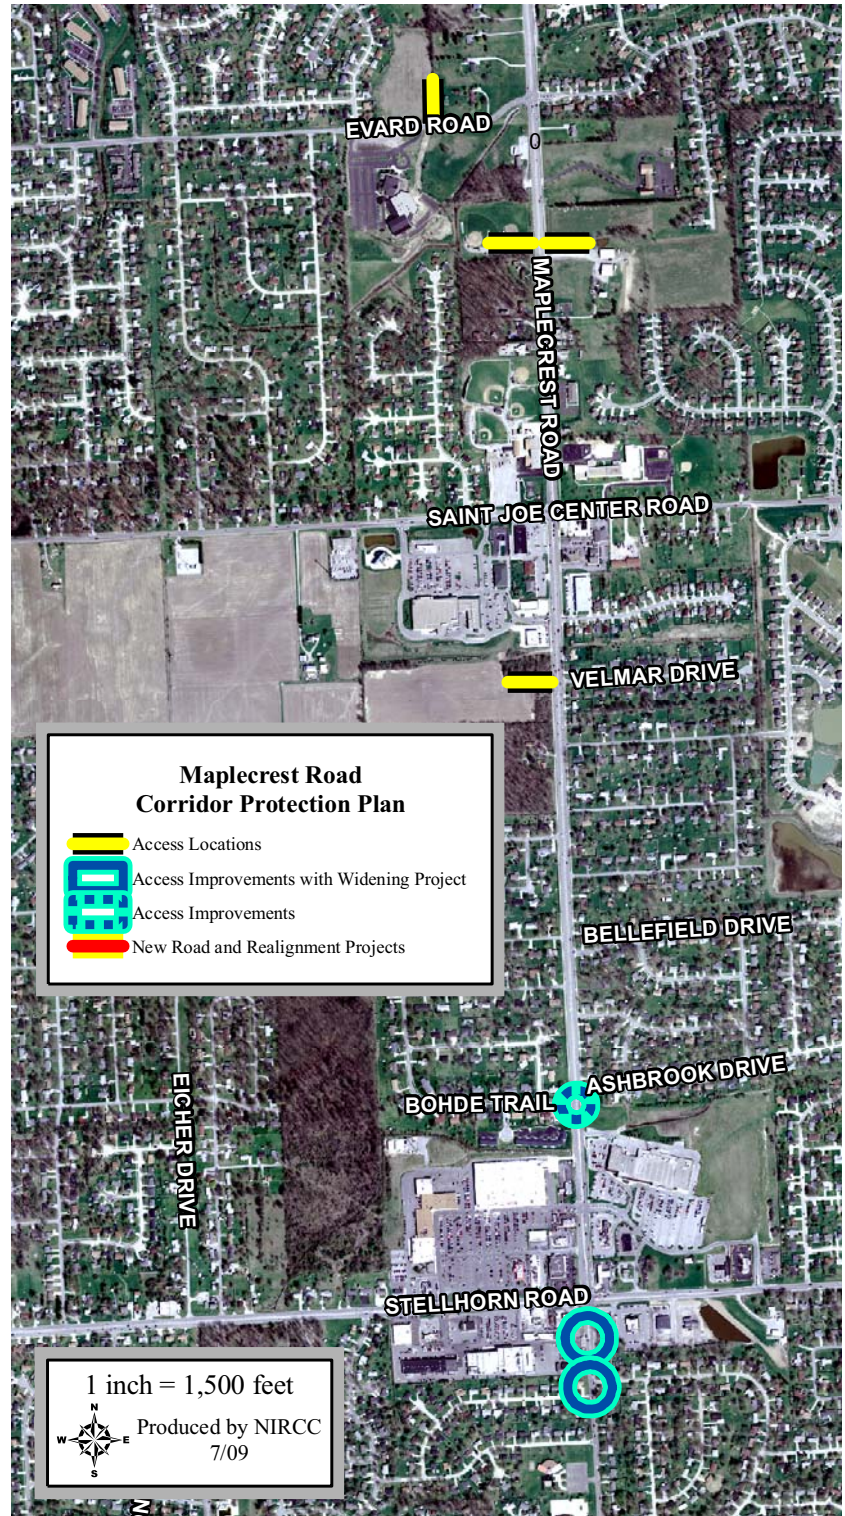 EVARD ROAD
0
MAPLECREST ROAD
SAINT JOE CENTER ROAD
VELMAR DRIVE
Maplecrest Road
Corridor Protection Plan
Access Locations
Access Improvements with Widening Project
Access Improvements
New Road and Realignment Projects
BELLEFIELD DRIVE
ASHBROOK DRIVE
BOHDE TRAIL
EICHER DRIVE
STELLHORN ROAD
1 inch = 1,500 feet
N
W
E
S
Produced by NIRCC
7/09
N